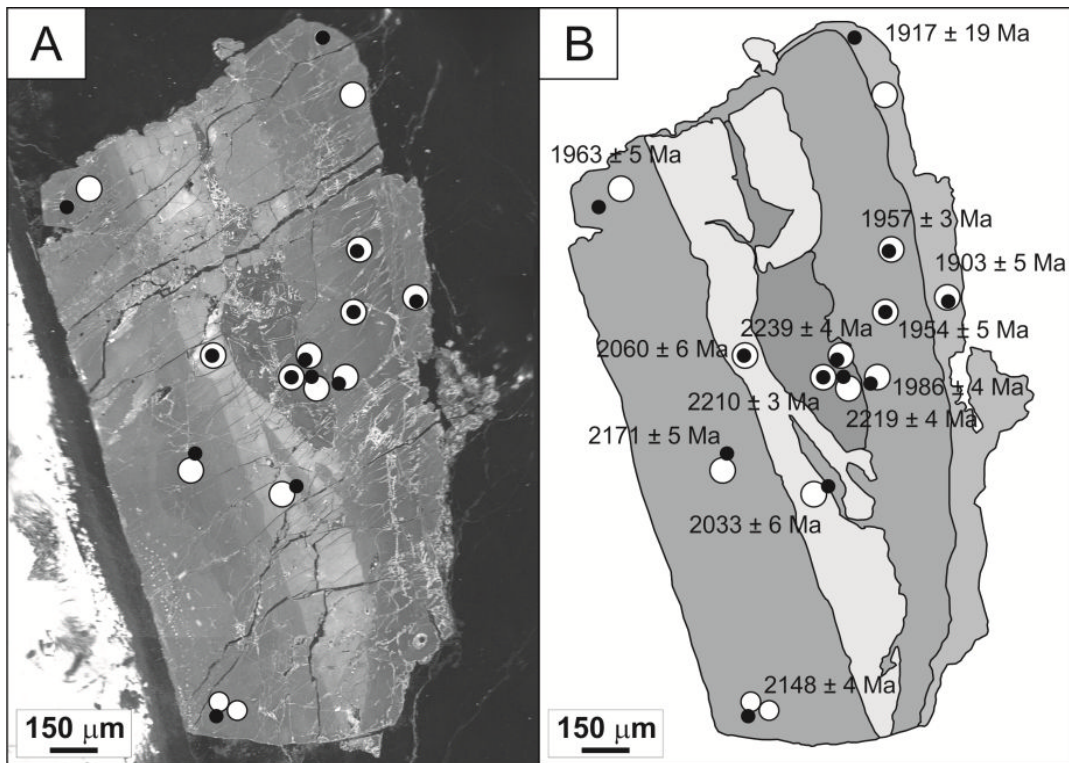 A
B
1917 ± 19 Ma
1963 ± 5 Ma
1957 ± 3 Ma
1903 ± 5 Ma
2239 ± 4 Ma
1954 ± 5 Ma
2060 ± 6 Ma
1986 ± 4 Ma
2210 ± 3 Ma
2219 ± 4 Ma
2171 ± 5 Ma
2033 ± 6 Ma
2148 ± 4 Ma
150 μm
150 μm